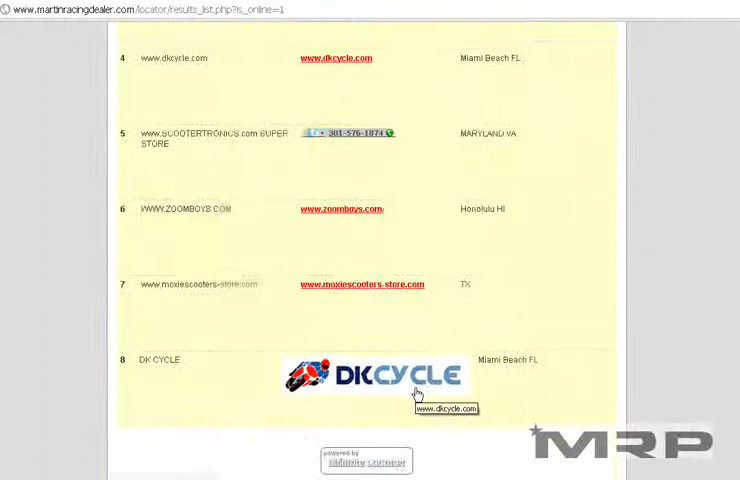 www.martinracingdealer.com/locator/results_list.php?is_online=1
4 www.dkcycle.com www.dkcycle.com Miami Beach FL
5 www.SCOOTERTRONICS.com SUPER STORE 301-576-1874 MARYLAND VA
6 WWW.ZOOMBOYS.COM www.zoomboys.com/ Honolulu HI
7 www.moxiescooters-store.com www.moxiescooters-store.com TX
8 DK CYCLE DKCYCLE Miami Beach FL
www.dkcycle.com
MRP
powered by